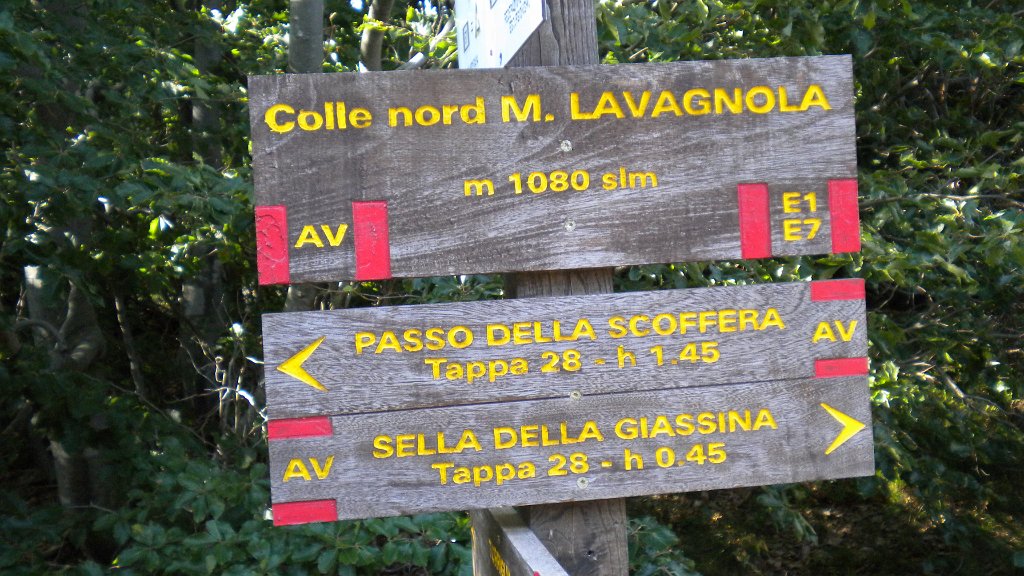 Colle nord M. LAVAGNOLA
m 1080 slm
AV
E1
E7
PASSO DELLA SCOFFERA
Tappa 28 - h 1.45
AV
SELLA DELLA GIASSINA
Tappa 28 - h 0.45
AV